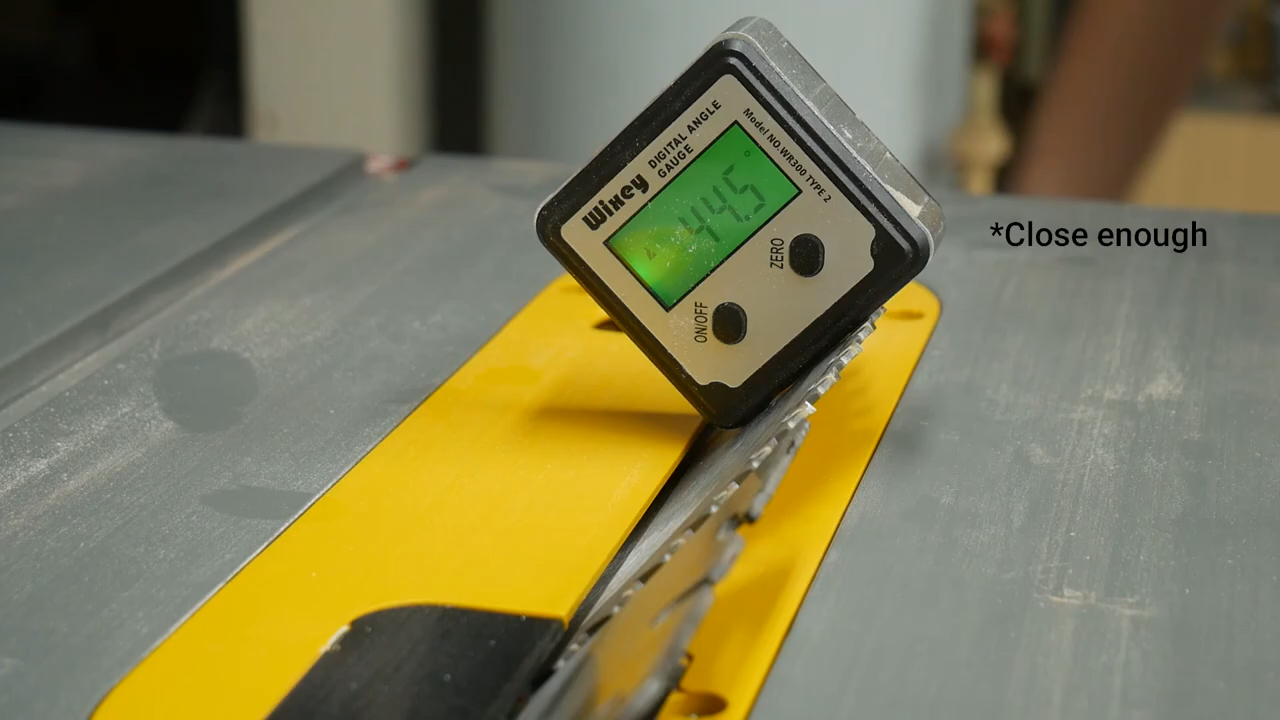 Wixey
DIGITAL ANGLE
GAUGE
Model NO.WR300 TYPE 2
44.5°
ZERO
ON/OFF
*Close enough